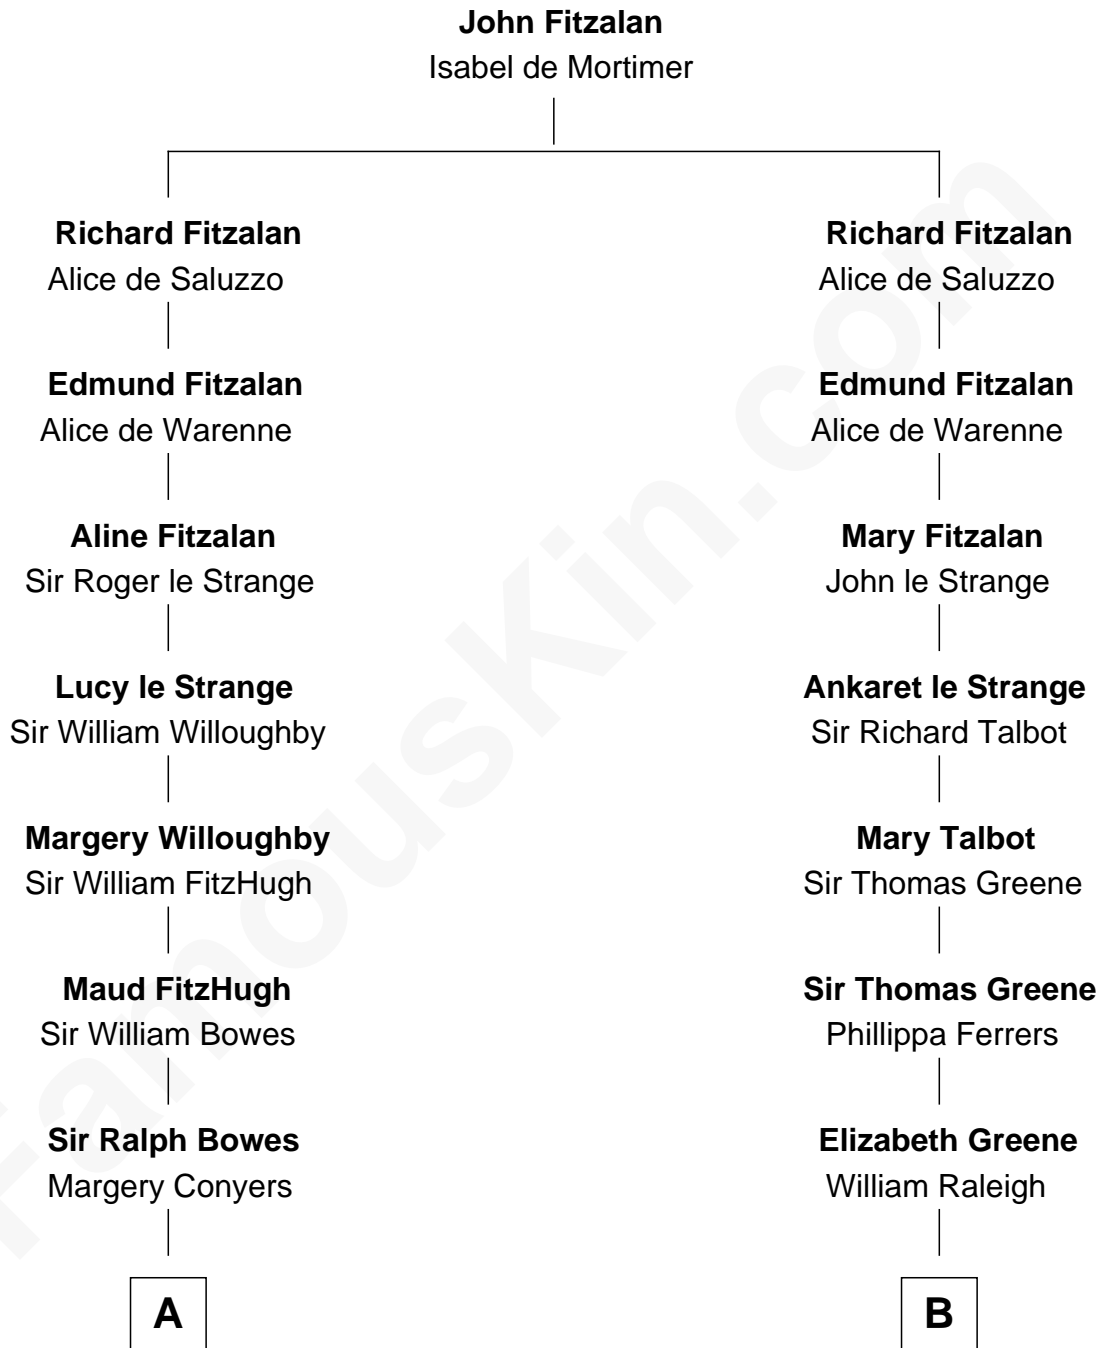 John Fitzalan
Isabel de Mortimer
Richard Fitzalan
Alice de Saluzzo
Edmund Fitzalan
Alice de Warenne
Aline Fitzalan
Sir Roger le Strange
Lucy le Strange
Sir William Willoughby
Margery Willoughby
Sir William FitzHugh
Maud FitzHugh
Sir William Bowes
Sir Ralph Bowes
Margery Conyers
A
Richard Fitzalan
Alice de Saluzzo
Edmund Fitzalan
Alice de Warenne
Mary Fitzalan
John le Strange
Ankaret le Strange
Sir Richard Talbot
Mary Talbot
Sir Thomas Greene
Sir Thomas Greene
Phillippa Ferrers
Elizabeth Greene
William Raleigh
B
FamousKin.com